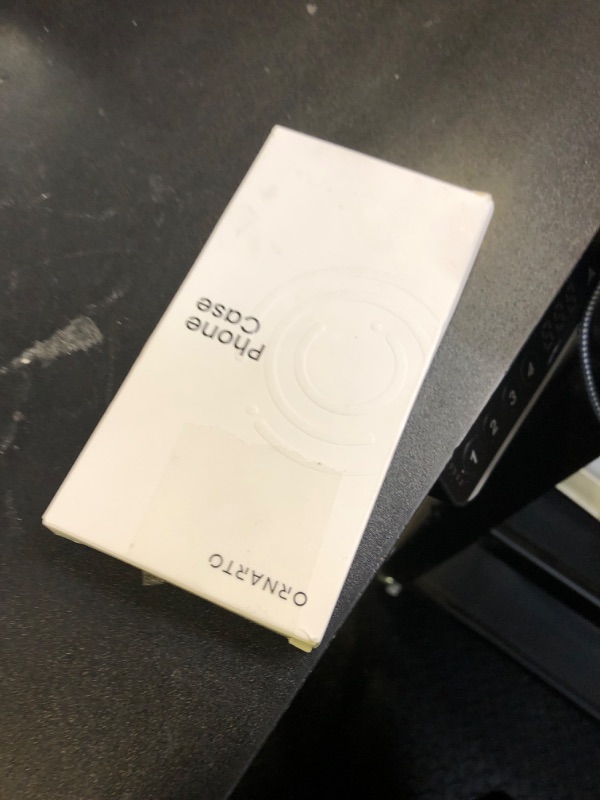 ORNARTO
Phone
Case
1 2 3 4